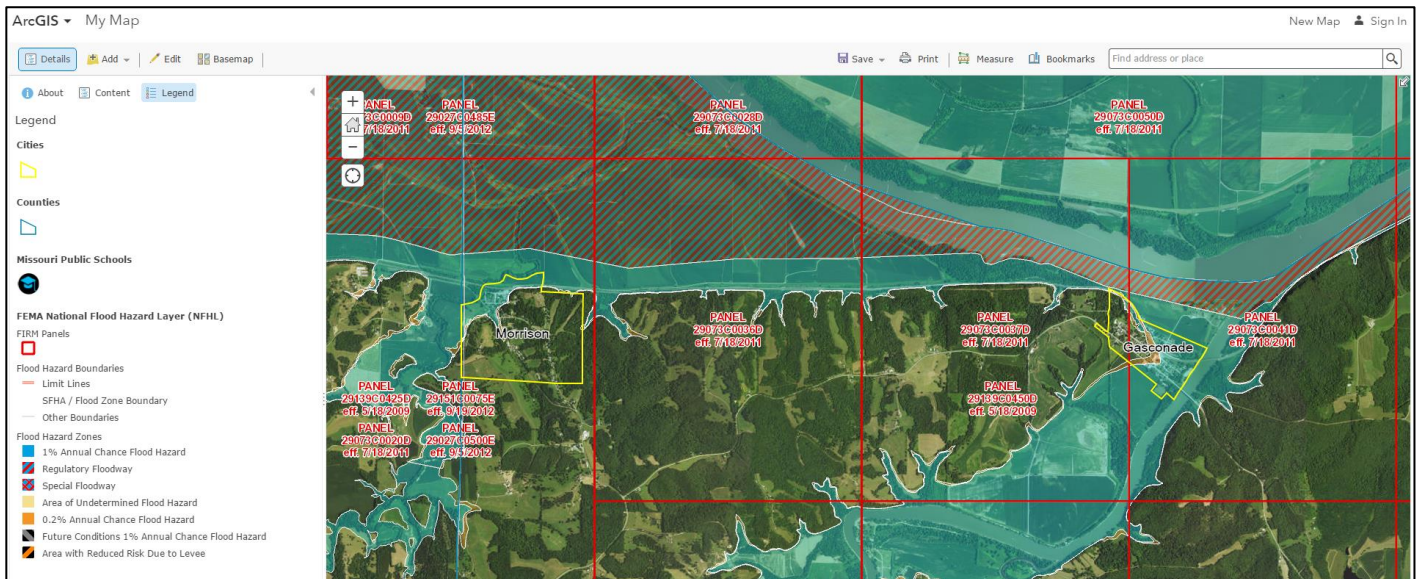 ArcGIS My Map New Map Sign In
Details Add Edit Basemap Save Print Measure Bookmarks Find address or place
About Content Legend
Legend
Cities
Counties
Missouri Public Schools
FEMA National Flood Hazard Layer (NFHL)
FIRM Panels
Flood Hazard Boundaries
Limit Lines
SFHA / Flood Zone Boundary
Other Boundaries
Flood Hazard Zones
1% Annual Chance Flood Hazard
Regulatory Floodway
Special Floodway
Area of Undetermined Flood Hazard
0.2% Annual Chance Flood Hazard
Future Conditions 1% Annual Chance Flood Hazard
Area with Reduced Risk Due to Levee
PANEL
29027C0485E
eff. 9/5/2012
PANEL
29073C0028D
eff. 7/18/2011
PANEL
29073C0050D
eff. 7/18/2011
Morrison
PANEL
29073C0036D
eff. 7/18/2011
PANEL
29073C0037D
eff. 7/18/2011
PANEL
29073C0041D
eff. 7/18/2011
Gasconade
PANEL
29139C0425D
eff. 5/18/2009
PANEL
29151C0075E
eff. 9/19/2012
PANEL
29139C0450D
eff. 5/18/2009
PANEL
29073C0020D
eff. 7/18/2011
PANEL
29027C0500E
eff. 9/5/2012